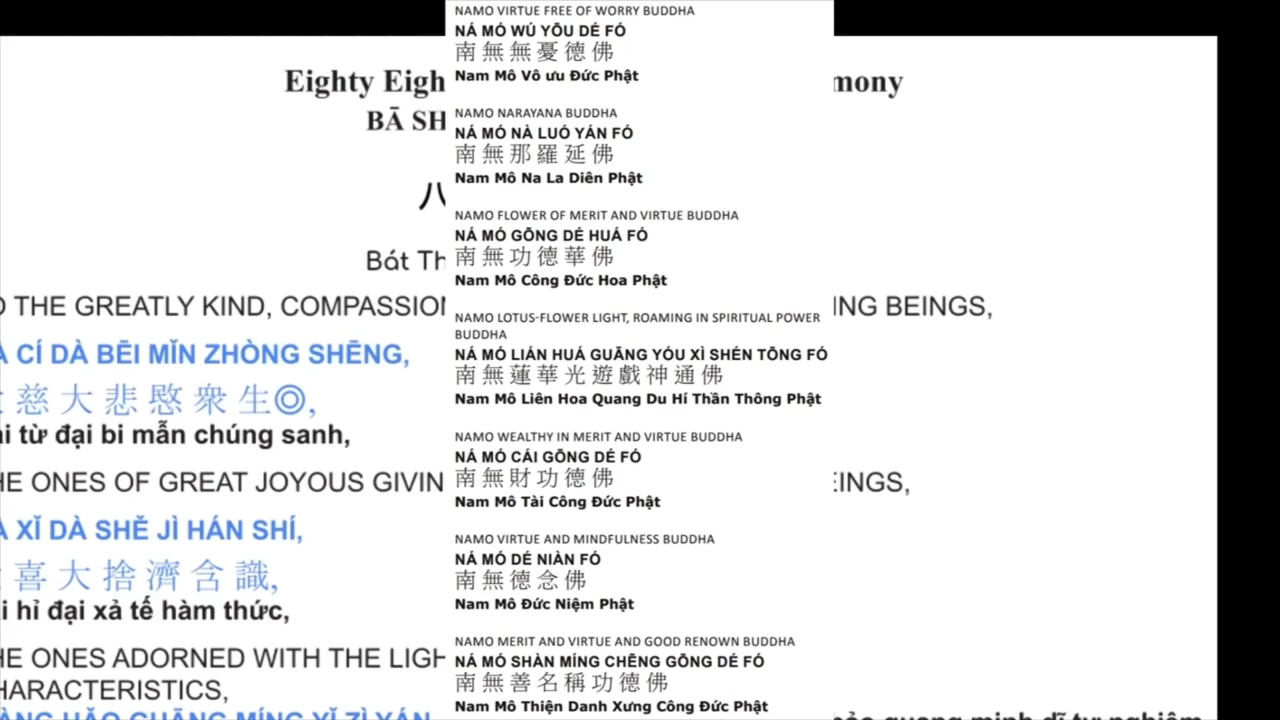 Eighty Eigh
mony
BĀ SH
八
Bát Th
THE GREATLY KIND, COMPASSION
ING BEINGS,
CÍ DÀ BĒI MǏN ZHÒNG SHĒNG,
慈 大 悲 愍 衆 生◎,
từ đại bi mẫn chúng sanh,
HE ONES OF GREAT JOYOUS GIVIN
EINGS,
XǏ DÀ SHĚ JÌ HÁN SHÍ,
喜 大 捨 濟 含 識,
hỉ đại xả tế hàm thức,
HE ONES ADORNED WITH THE LIGH
HARACTERISTICS,
NAMO VIRTUE FREE OF WORRY BUDDHA
NÁ MÓ WÚ YŌU DÉ FÓ
南 無 無 憂 德 佛
Nam Mô Vô ưu Đức Phật
NAMO NARAYANA BUDDHA
NÁ MÓ NÀ LUÓ YÁN FÓ
南 無 那 羅 延 佛
Nam Mô Na La Diên Phật
NAMO FLOWER OF MERIT AND VIRTUE BUDDHA
NÁ MÓ GŌNG DÉ HUÁ FÓ
南 無 功 德 華 佛
Nam Mô Công Đức Hoa Phật
NAMO LOTUS-FLOWER LIGHT, ROAMING IN SPIRITUAL POWER
BUDDHA
NÁ MÓ LIÁN HUÁ GUĀNG YÓU XÌ SHÉN TŌNG FÓ
南 無 蓮 華 光 遊 戲 神 通 佛
Nam Mô Liên Hoa Quang Du Hí Thần Thông Phật
NAMO WEALTHY IN MERIT AND VIRTUE BUDDHA
NÁ MÓ CÁI GŌNG DÉ FÓ
南 無 財 功 德 佛
Nam Mô Tài Công Đức Phật
NAMO VIRTUE AND MINDFULNESS BUDDHA
NÁ MÓ DÉ NIÀN FÓ
南 無 德 念 佛
Nam Mô Đức Niệm Phật
NAMO MERIT AND VIRTUE AND GOOD RENOWN BUDDHA
NÁ MÓ SHÀN MÍNG CHĒNG GŌNG DÉ FÓ
南 無 善 名 稱 功 德 佛
Nam Mô Thiện Danh Xưng Công Đức Phật